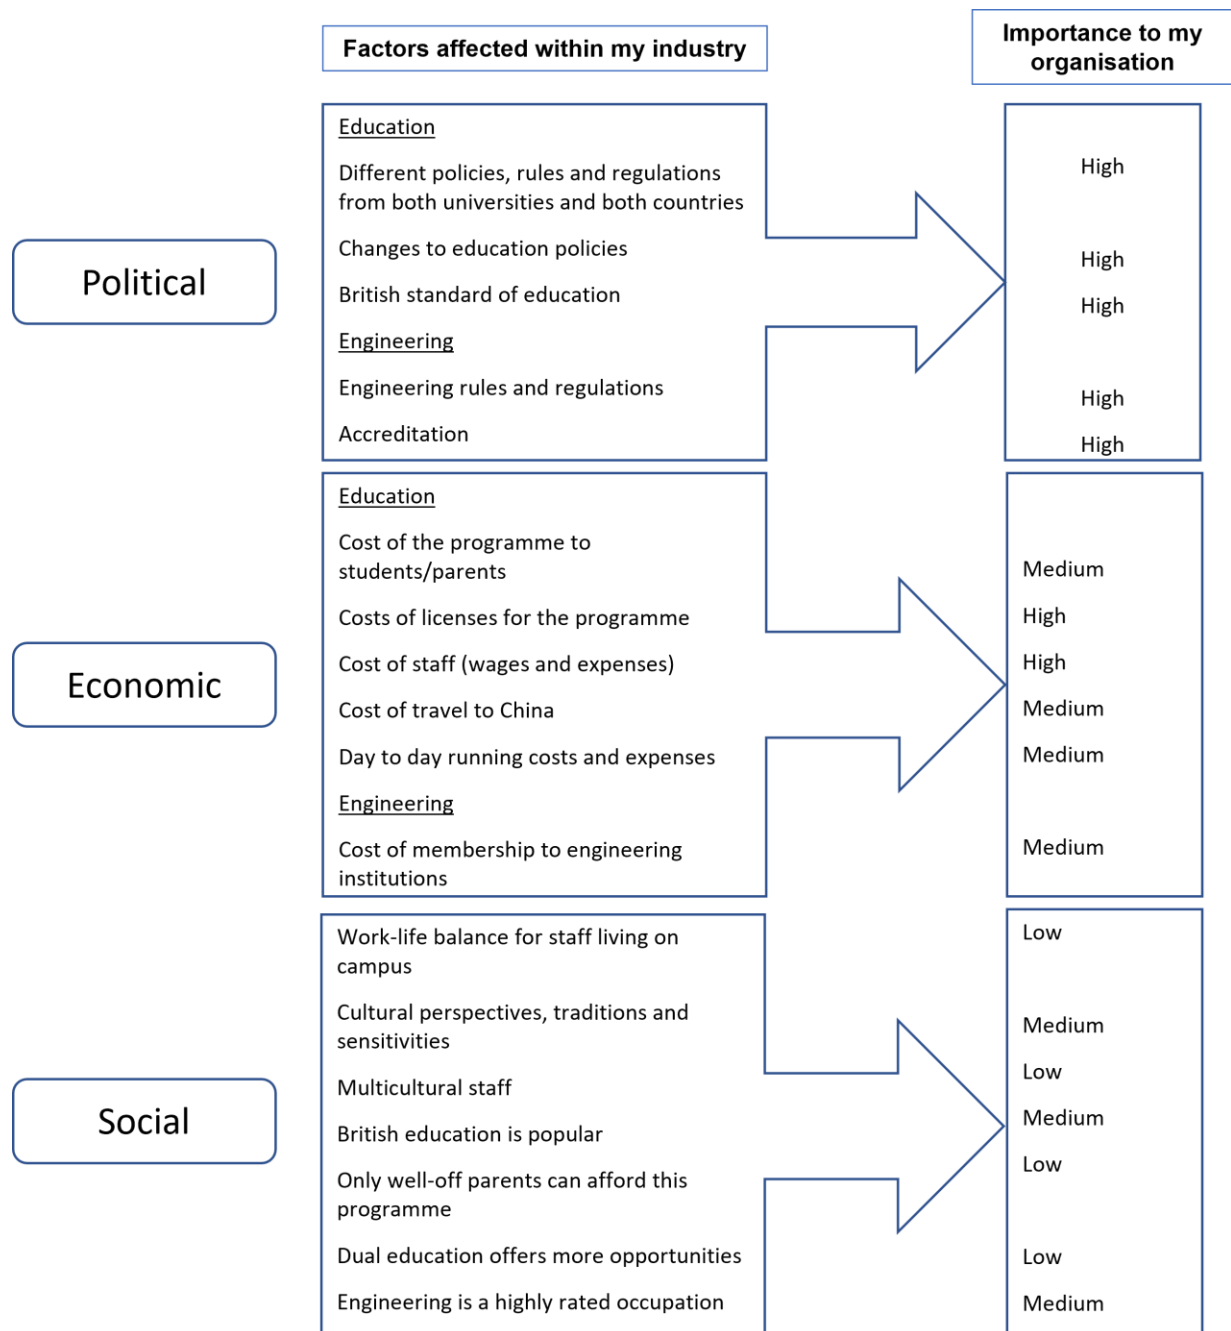 Factors affected within my industry
Importance to my
organisation
Political
Education
Different policies, rules and regulations
from both universities and both countries
Changes to education policies
British standard of education
Engineering
Engineering rules and regulations
Accreditation
High
High
High
High
High
Economic
Education
Cost of the programme to
students/parents
Costs of licenses for the programme
Cost of staff (wages and expenses)
Cost of travel to China
Day to day running costs and expenses
Engineering
Cost of membership to engineering
institutions
Medium
High
High
Medium
Medium
Medium
Social
Work-life balance for staff living on
campus
Cultural perspectives, traditions and
sensitivities
Multicultural staff
British education is popular
Only well-off parents can afford this
programme
Dual education offers more opportunities
Engineering is a highly rated occupation
Low
Medium
Low
Medium
Low
Low
Medium